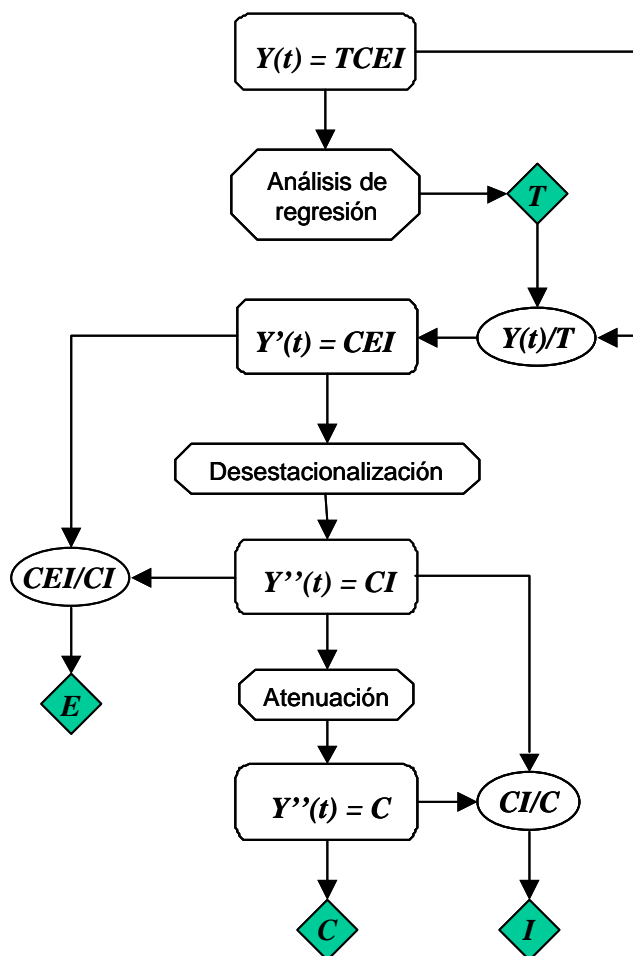 Y(t) = TCEI
Análisis de
regresión
T
Y’(t) = CEI
Y(t)/T
Desestacionalización
CEI/CI
Y’’(t) = CI
E
Atenuación
Y’’(t) = C
CI/C
C
I